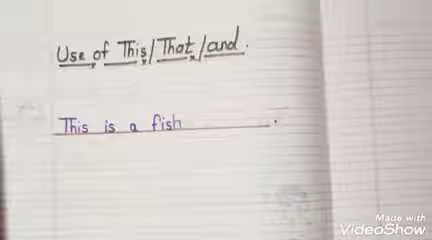 Use of This/That/and.
This is a fish .
Made with
VideoShow